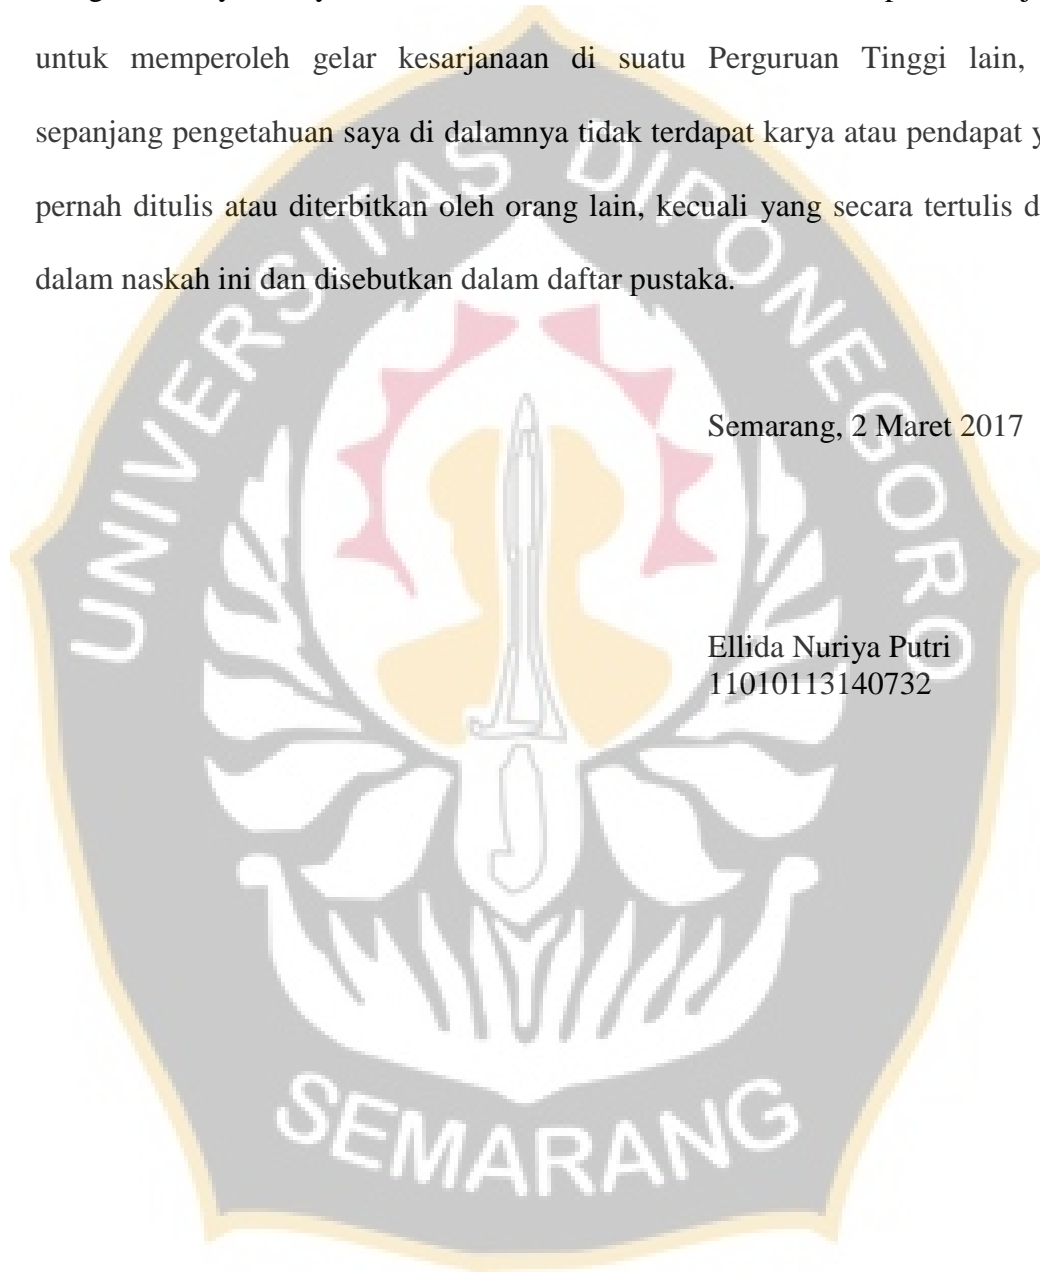 untuk memperoleh gelar kesarjanaan di suatu Perguruan Tinggi lain,
sepanjang pengetahuan saya di dalamnya tidak terdapat karya atau pendapat
pernah ditulis atau diterbitkan oleh orang lain, kecuali yang secara tertulis
dalam naskah ini dan disebutkan dalam daftar pustaka.
UNIVERSITAS DIPONEGORO
Semarang, 2 Maret 2017
Ellida Nuriya Putri
11010113140732
SEMARANG